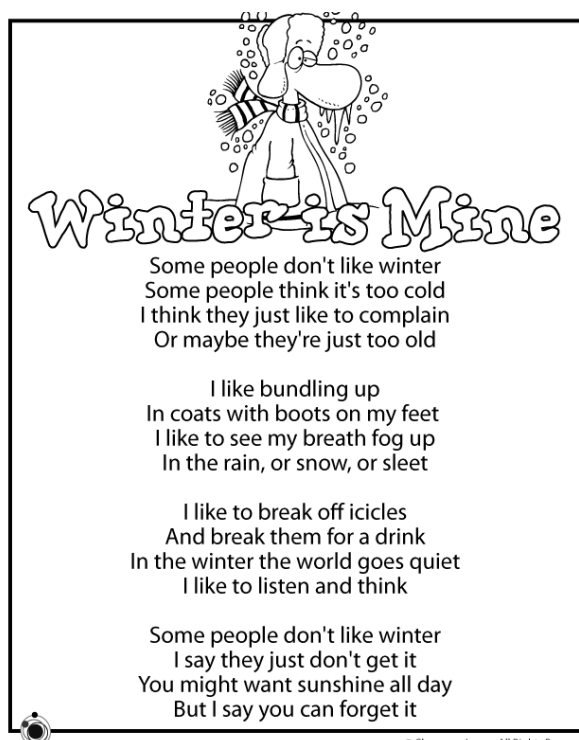 Winter is Mine
Some people don't like winter
Some people think it's too cold
I think they just like to complain
Or maybe they're just too old
I like bundling up
In coats with boots on my feet
I like to see my breath fog up
In the rain, or snow, or sleet
I like to break off icicles
And break them for a drink
In the winter the world goes quiet
I like to listen and think
Some people don't like winter
I say they just don't get it
You might want sunshine all day
But I say you can forget it